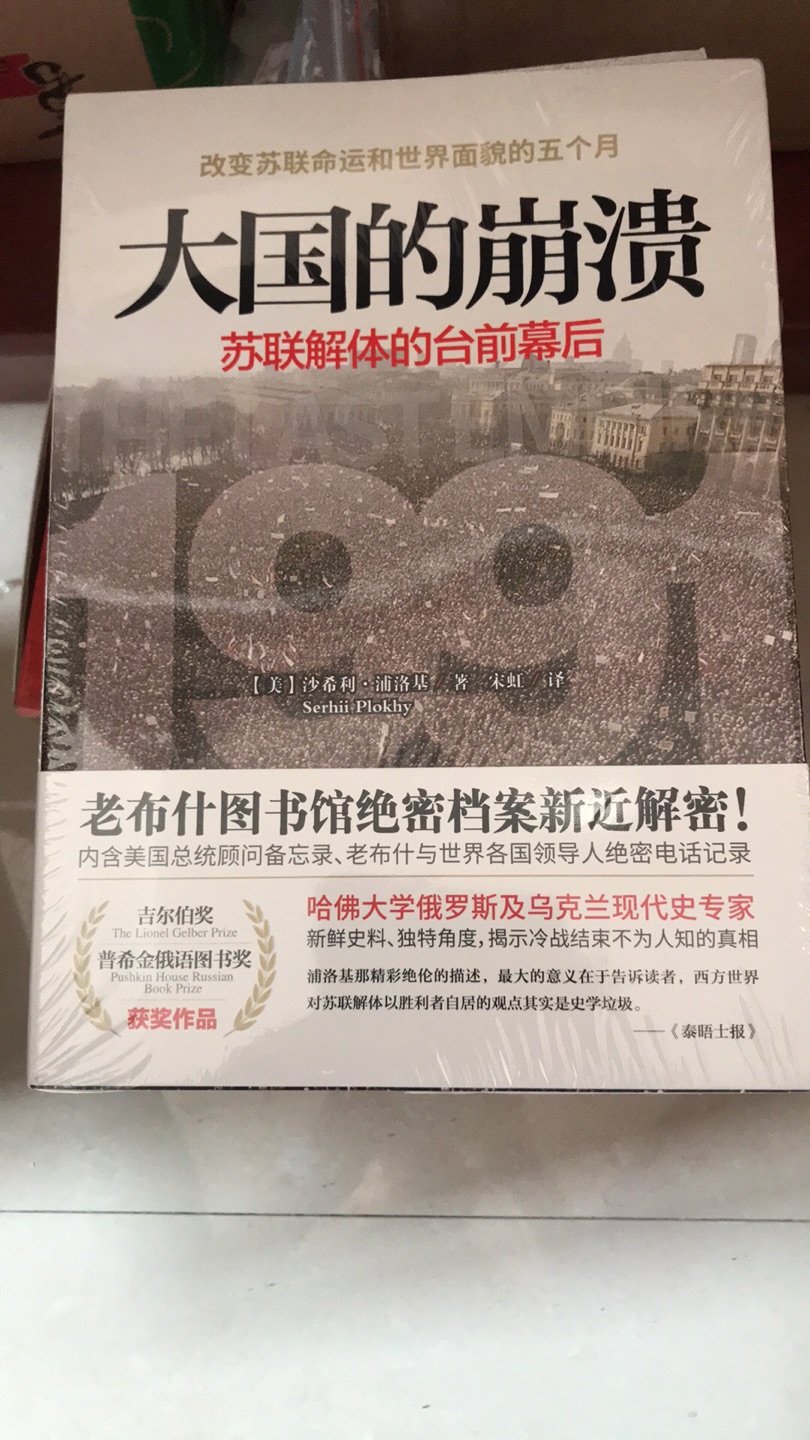 改变苏联命运和世界面貌的五个月
大国的崩溃
苏联解体的台前幕后
THE LAST EMPIRE
1991
【美】沙希利·浦洛基//著 宋虹//译
Serhii Plokhy
老布什图书馆绝密档案新近解密!
内含美国总统顾问备忘录、老布什与世界各国领导人绝密电话记录
吉尔伯奖
The Lionel Gelber Prize
普希金俄语图书奖
Pushkin House Russian
Book Prize
获奖作品
哈佛大学俄罗斯及乌克兰现代史专家
新鲜史料、独特角度,揭示冷战结束不为人知的真相
浦洛基那精彩绝伦的描述,最大的意义在于告诉读者,西方世界
对苏联解体以胜利者自居的观点其实是史学垃圾。
——《泰晤士报》